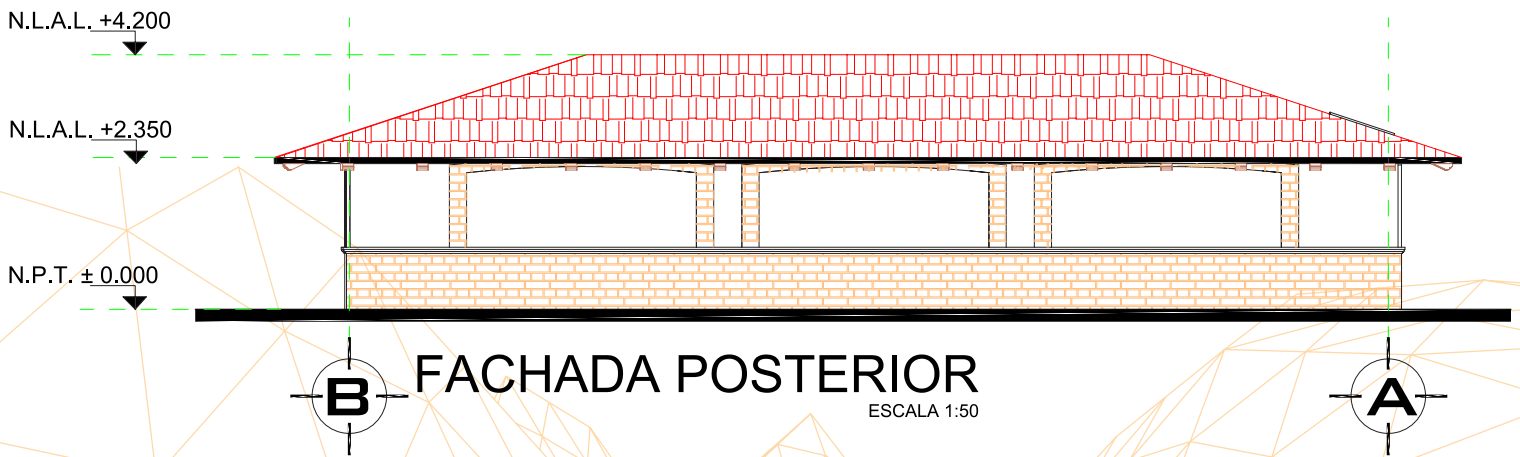 N.L.A.L. +4.200
N.L.A.L. +2.350
N.P.T. ± 0.000
B
FACHADA POSTERIOR
ESCALA 1:50
A